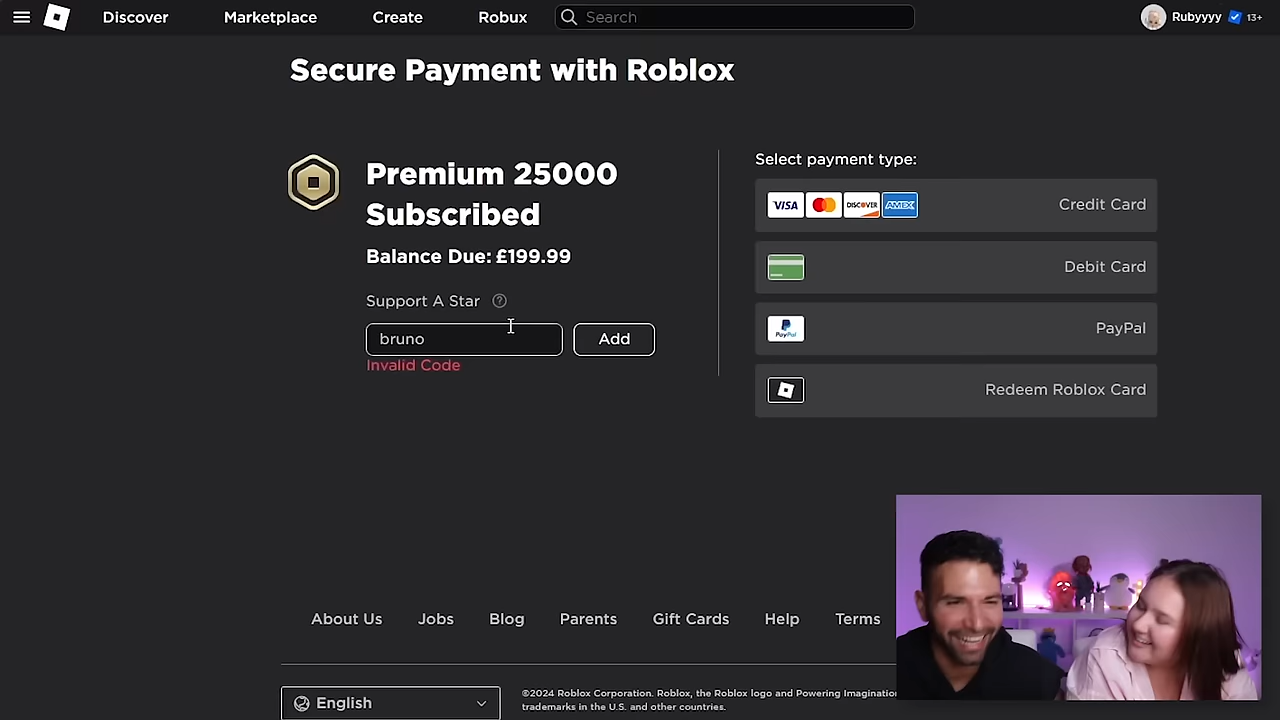 Discover
Marketplace
Create
Robux
Search
Rubyyyy
13+
Secure Payment with Roblox
Premium 25000
Subscribed
Balance Due: £199.99
Support A Star
bruno
Add
Invalid Code
Select payment type:
VISA
DISCOVER
AMEX
Credit Card
Debit Card
PayPal
PayPal
Redeem Roblox Card
About Us
Jobs
Blog
Parents
Gift Cards
Help
Terms
English
©2024 Roblox Corporation. Roblox, the Roblox logo and Powering Imagination
trademarks in the U.S. and other countries.